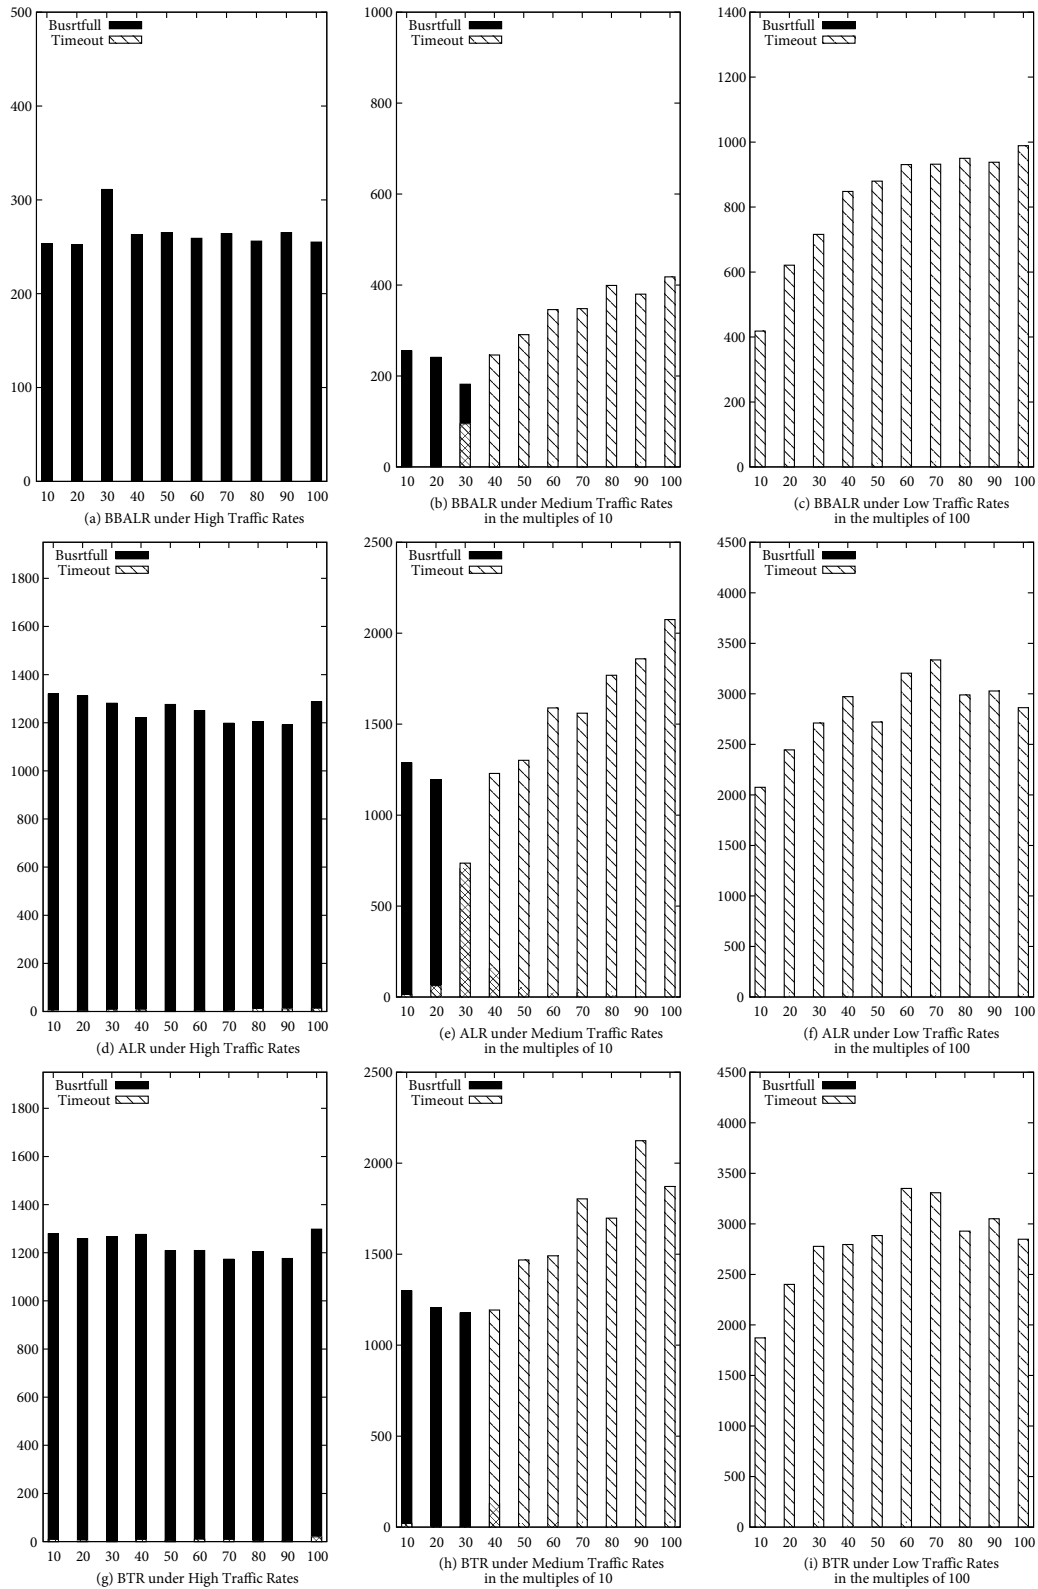 500
400
300
200
100
0
Busrtfull
Timeout
10 20 30 40 50 60 70 80 90 100
(a) BBALR under High Traffic Rates
1000
800
600
400
200
0
Busrtfull
Timeout
10 20 30 40 50 60 70 80 90 100
(b) BBALR under Medium Traffic Rates
in the multiples of 10
1400
1200
1000
800
600
400
200
0
Busrtfull
Timeout
10 20 30 40 50 60 70 80 90 100
(c) BBALR under Low Traffic Rates
in the multiples of 100
1800
1600
1400
1200
1000
800
600
400
200
0
Busrtfull
Timeout
10 20 30 40 50 60 70 80 90 100
(d) ALR under High Traffic Rates
2500
2000
1500
1000
500
0
Busrtfull
Timeout
10 20 30 40 50 60 70 80 90 100
(e) ALR under Medium Traffic Rates
in the multiples of 10
4500
4000
3500
3000
2500
2000
1500
1000
500
0
Busrtfull
Timeout
10 20 30 40 50 60 70 80 90 100
(f) ALR under Low Traffic Rates
in the multiples of 100
1800
1600
1400
1200
1000
800
600
400
200
0
Busrtfull
Timeout
10 20 30 40 50 60 70 80 90 100
(g) BTR under High Traffic Rates
2500
2000
1500
1000
500
0
Busrtfull
Timeout
10 20 30 40 50 60 70 80 90 100
(h) BTR under Medium Traffic Rates
in the multiples of 10
4500
4000
3500
3000
2500
2000
1500
1000
500
0
Busrtfull
Timeout
10 20 30 40 50 60 70 80 90 100
(i) BTR under Low Traffic Rates
in the multiples of 100